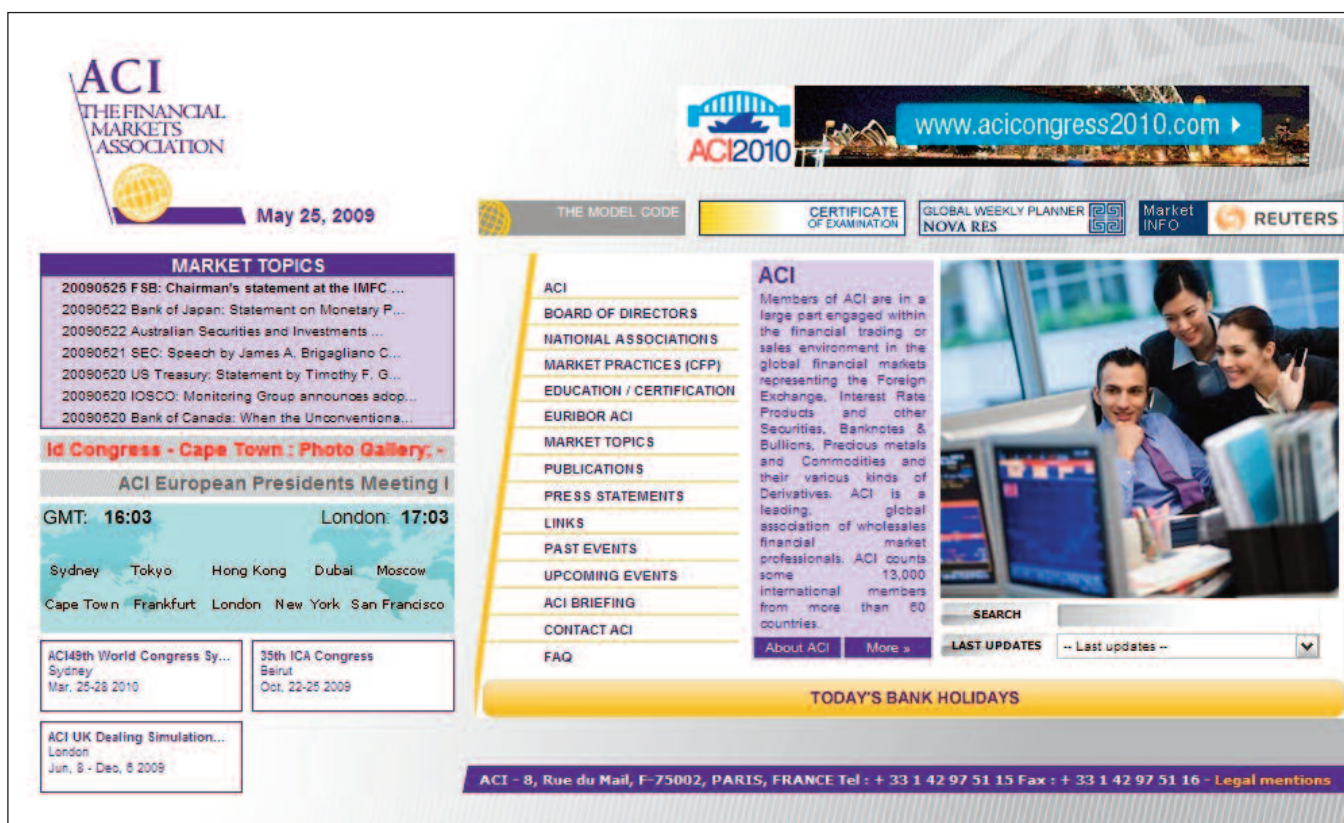 ACI
THE FINANCIAL
MARKETS
ASSOCIATION
May 25, 2009
ACI2010
www.acicongress2010.com
THE MODEL CODE
CERTIFICATE
OF EXAMINATION
GLOBAL WEEKLY PLANNER
NOVA RES
Market
INFO
REUTERS
MARKET TOPICS
20090525 FSB: Chairman's statement at the IMFC ...
20090522 Bank of Japan: Statement on Monetary P...
20090522 Australian Securities and Investments ...
20090521 SEC: Speech by James A. Brigagliano C...
20090520 US Treasury: Statement by Timothy F. G...
20090520 IOSCO: Monitoring Group announces adop...
20090520 Bank of Canada: When the Unconventiona...
ld Congress - Cape Town : Photo Gallery; -
ACI European Presidents Meeting I
GMT: 16:03
London: 17:03
Sydney Tokyo Hong Kong Dubai Moscow
Cape Town Frankfurt London New York San Francisco
ACI49th World Congress Sy...
Sydney
Mar, 25-28 2010
35th ICA Congress
Beirut
Oct, 22-25 2009
ACI UK Dealing Simulation...
London
Jun, 8 - Dec, 6 2009
ACI
BOARD OF DIRECTORS
NATIONAL ASSOCIATIONS
MARKET PRACTICES (CFP)
EDUCATION / CERTIFICATION
EURIBOR ACI
MARKET TOPICS
PUBLICATIONS
PRESS STATEMENTS
LINKS
PAST EVENTS
UPCOMING EVENTS
ACI BRIEFING
CONTACT ACI
FAQ
ACI
Members of ACI are in a
large part engaged within
the financial trading or
sales environment in the
global financial markets
representing the Foreign
Exchange, Interest Rate
Products and other
Securities, Banknotes &
Bullions, Precious metals
and Commodities and
their various kinds of
Derivatives. ACI is a
leading, global
association of wholesales
financial market
professionals. ACI counts
some 13,000
international members
from more than 60
countries.
About ACI
More »
SEARCH
LAST UPDATES
-- Last updates --
TODAY'S BANK HOLIDAYS
ACI - 8, Rue du Mail, F-75002, PARIS, FRANCE Tel : + 33 1 42 97 51 15 Fax : + 33 1 42 97 51 16 - Legal mentions